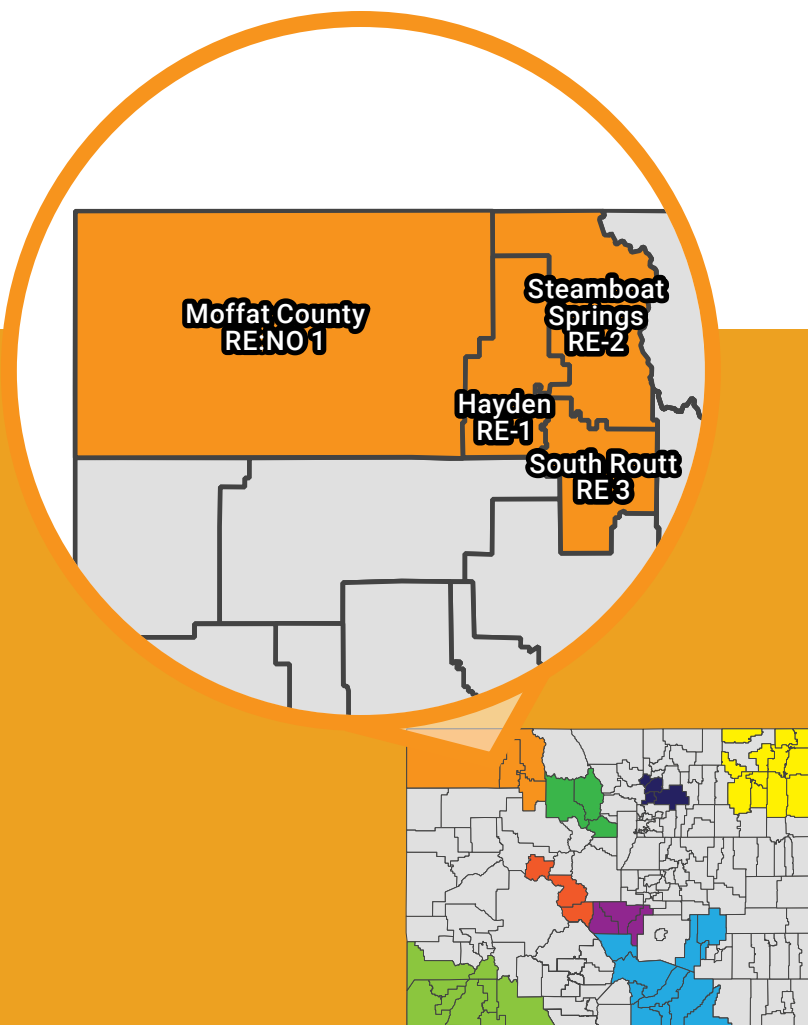 Moffat County
RE:NO 1
Steamboat
Springs
RE-2
Hayden
RE-1
South Routt
RE 3